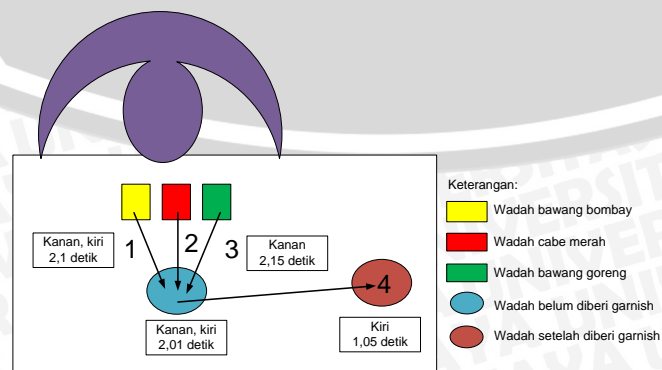 Kanan, kiri
2,1 detik
1
2
3
Kanan
2,15 detik
4
Kanan, kiri
2,01 detik
Kiri
1,05 detik
Keterangan:
Wadah bawang bombay
Wadah cabe merah
Wadah bawang goreng
Wadah belum diberi garnish
Wadah setelah diberi garnish